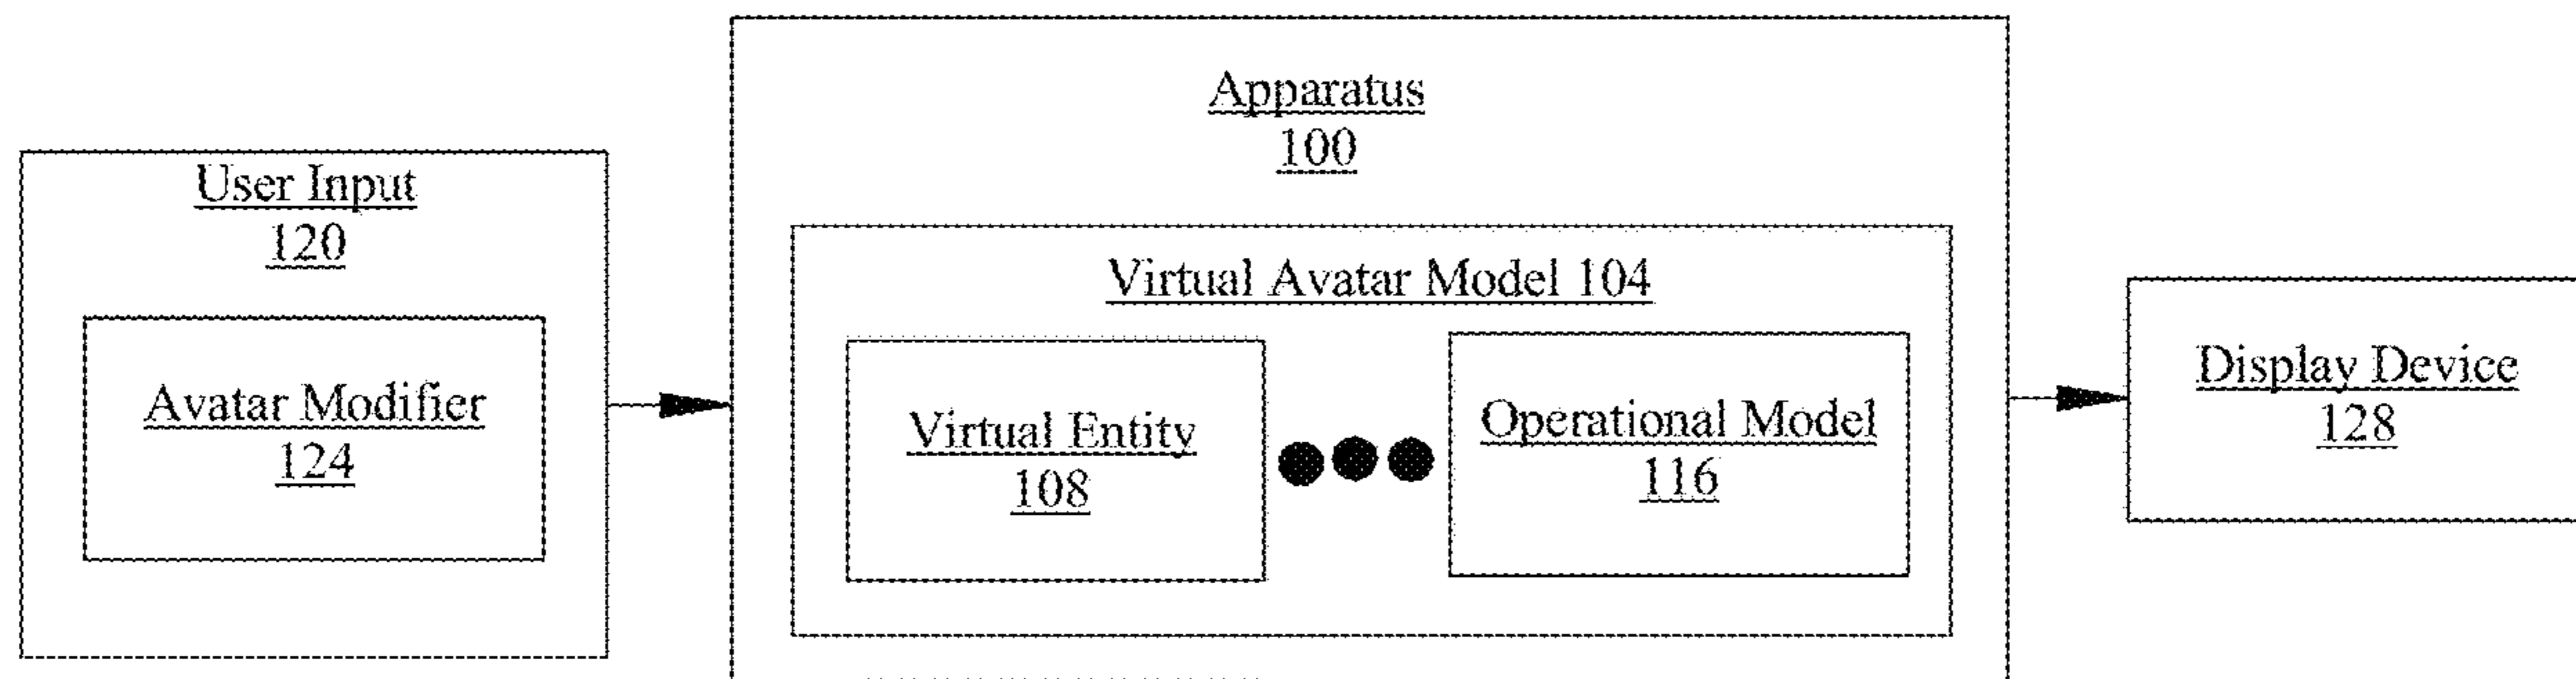 Apparatus
100
User Input
120
Avatar Modifier
124
Virtual Avatar Model 104
Virtual Entity
108
Operational Model
116
Display Device
128